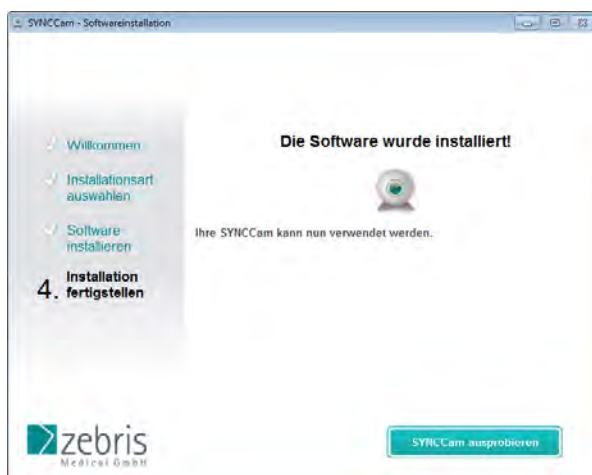 SYNCCam - Softwareinstallation
Willkommen
Installationsart
auswählen
Software
installieren
4. Installation
fertigstellen
Die Software wurde installiert!
Ihre SYNCCam kann nun verwendet werden.
zebris
Medical GmbH
SYNCCam ausprobieren